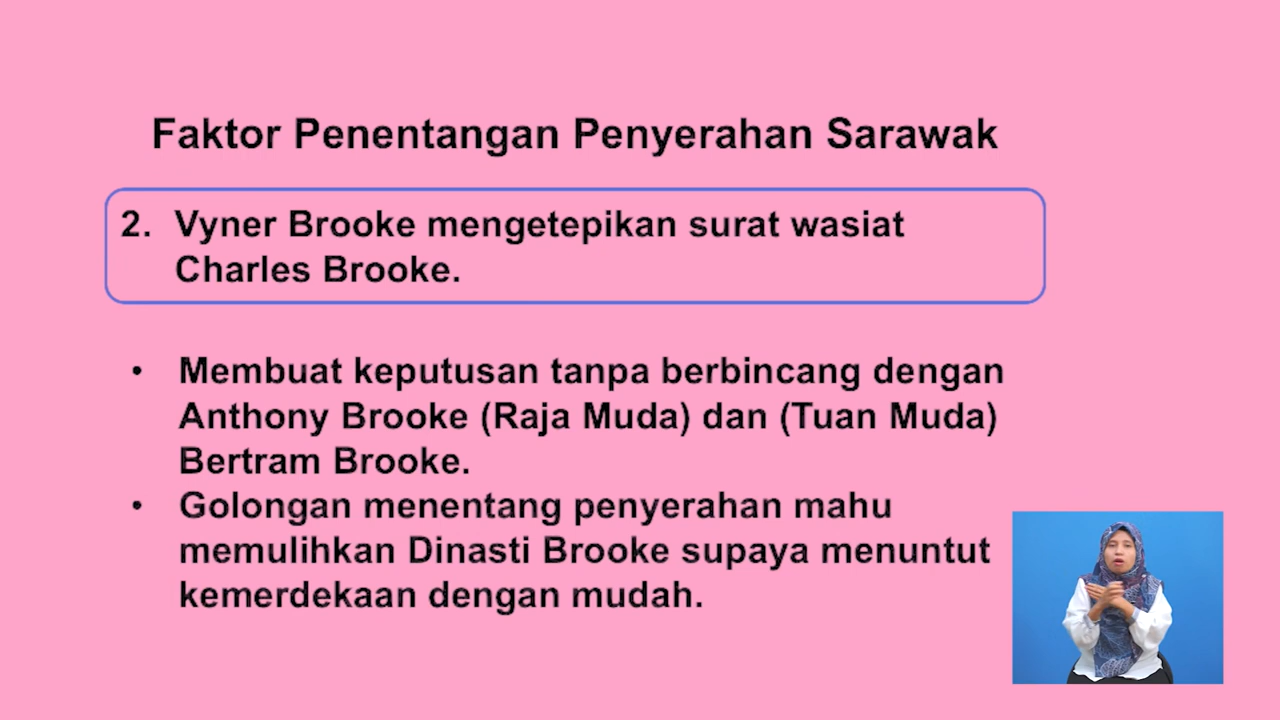 Faktor Penentangan Penyerahan Sarawak
2. Vyner Brooke mengetepikan surat wasiat
Charles Brooke.
• Membuat keputusan tanpa berbincang dengan
Anthony Brooke (Raja Muda) dan (Tuan Muda)
Bertram Brooke.
• Golongan menentang penyerahan mahu
memulihkan Dinasti Brooke supaya menuntut
kemerdekaan dengan mudah.